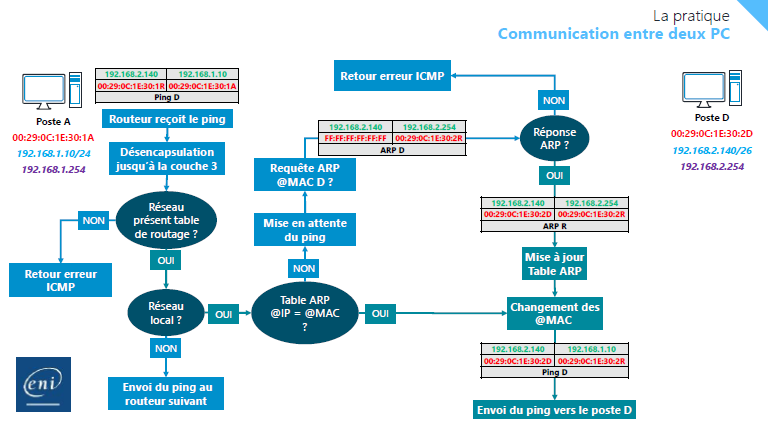 La pratique
Communication entre deux PC
Poste A
00:29:0C:1E:30:1A
192.168.1.10/24
192.168.1.254
192.168.2.140 192.168.1.10
00:29:0C:1E:30:1R 00:29:0C:1E:30:1A
Ping D
Routeur reçoit le ping
Désencapsulation
jusqu'à la couche 3
Réseau
présent table
de routage ?
NON
Retour erreur
ICMP
OUI
Réseau
local ?
NON
Envoi du ping au
routeur suivant
OUI
Table ARP
@IP = @MAC
?
NON
Mise en attente
du ping
Requête ARP
@MAC D ?
192.168.2.140 192.168.2.254
FF:FF:FF:FF:FF:FF 00:29:0C:1E:30:2R
ARP D
Réponse
ARP ?
NON
Retour erreur ICMP
OUI
192.168.2.140 192.168.2.254
00:29:0C:1E:30:2D 00:29:0C:1E:30:2R
ARP R
Mise à jour
Table ARP
OUI
Changement des
@MAC
192.168.2.140 192.168.1.10
00:29:0C:1E:30:2D 00:29:0C:1E:30:2R
Ping D
Envoi du ping vers le poste D
Poste D
00:29:0C:1E:30:2D
192.168.2.140/26
192.168.2.254
eni